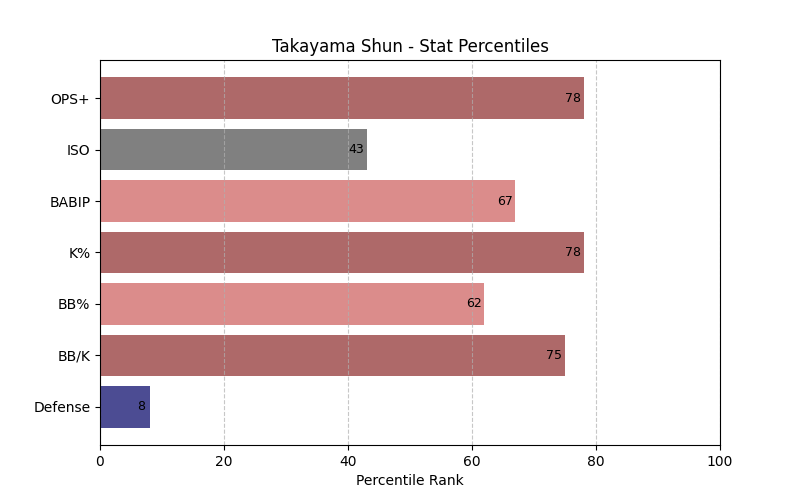 Takayama Shun - Stat Percentiles
OPS+ 78
ISO 43
BABIP 67
K% 78
BB% 62
BB/K 75
Defense 8
0 20 40 60 80 100
Percentile Rank